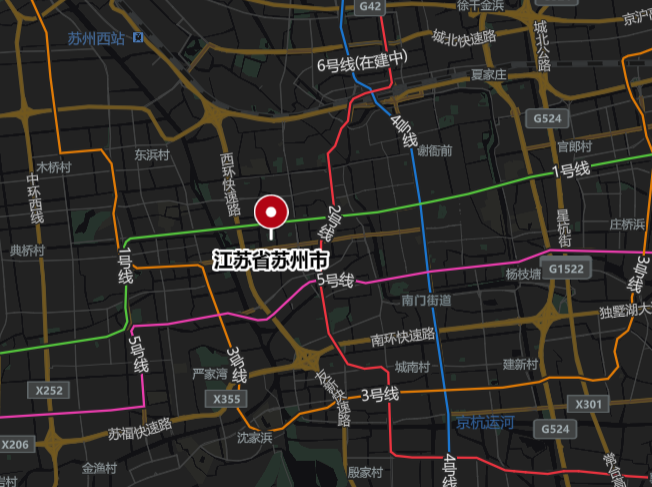 G42
徐千金浜
苏州西站
城北公路
城北快速路
京沪高
6号线(在建中)
夏家庄
G524
4号线
谢衙前
官郎村
东浜村
木桥村
西环快速路
1号线
中环西线
2号线
星杭街
庄桥浜
典桥村
1号线
江苏省苏州市
G1522
3号线
5号线
杨枝塘
南门街道
独墅湖大
5号线
南环快速路
3号线
城南村
建新村
严家湾
友新快速路
X252
X355
3号线
X301
苏福快速路
京杭运河
G524
X206
沈家浜
4号线
金渔村
殷家村
常台高